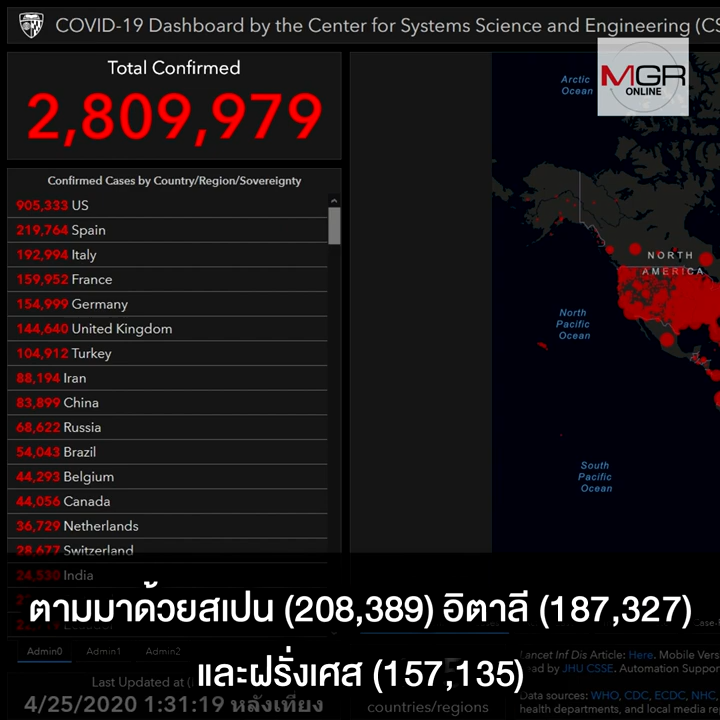 COVID-19 Dashboard by the Center for Systems Science and Engineering (CS
MGR
ONLINE
Total Confirmed
2,809,979
Confirmed Cases by Country/Region/Sovereignty
905,333 US
219,764 Spain
192,994 Italy
159,952 France
154,999 Germany
144,640 United Kingdom
104,912 Turkey
88,194 Iran
83,899 China
68,622 Russia
54,043 Brazil
44,293 Belgium
44,056 Canada
36,729 Netherlands
28,677 Switzerland
24,530 India
Arctic
Ocean
NORTH
AMERICA
North
Pacific
Ocean
South
Pacific
Ocean
ตามมาด้วยสเปน (208,389) อิตาลี (187,327)
และฝรั่งเศส (157,135)
Admin0 Admin1 Admin2
Last Updated at (
4/25/2020 1:31:19 หลังเที่ยง
countries/regions
Lancet Inf Dis Article: Here. Mobile Vers
ead by JHU CSSE. Automation Support
Data sources: WHO, CDC, ECDC, NHC,
health departments, and local media re